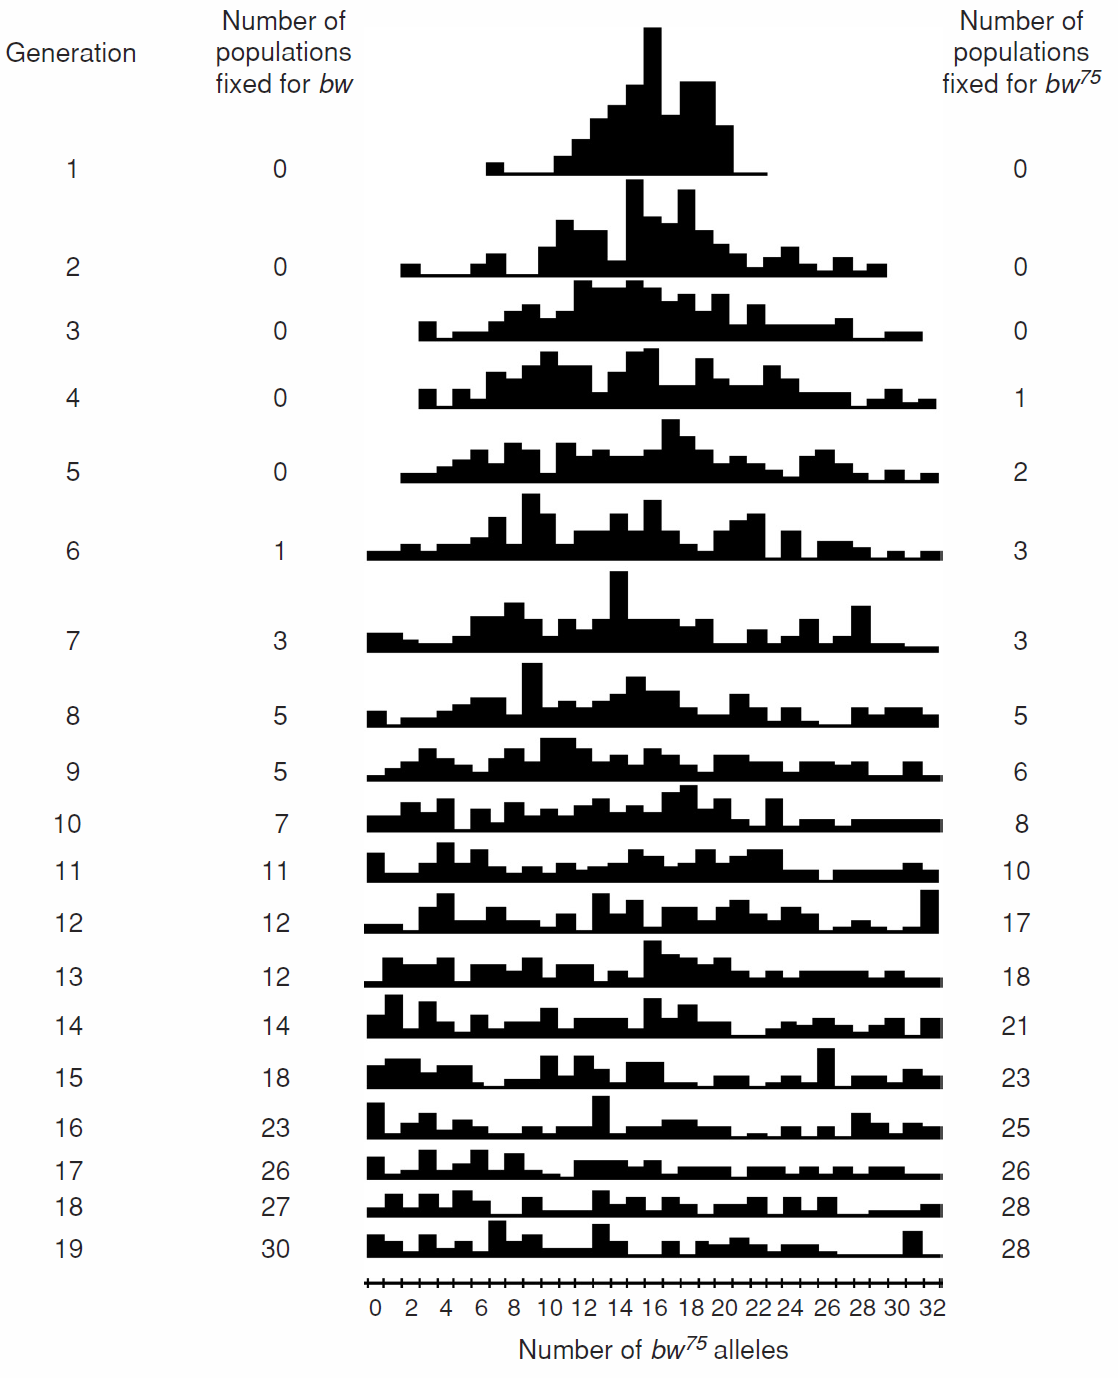 Generation
Number of
populations
fixed for bw
Number of
populations
fixed for bw75
1 0 0
2 0 0
3 0 0
4 0 1
5 0 2
6 1 3
7 3 3
8 5 5
9 5 6
10 7 8
11 11 10
12 12 17
13 12 18
14 14 21
15 18 23
16 23 25
17 26 26
18 27 28
19 30 28
0 2 4 6 8 10 12 14 16 18 20 22 24 26 28 30 32
Number of bw75 alleles